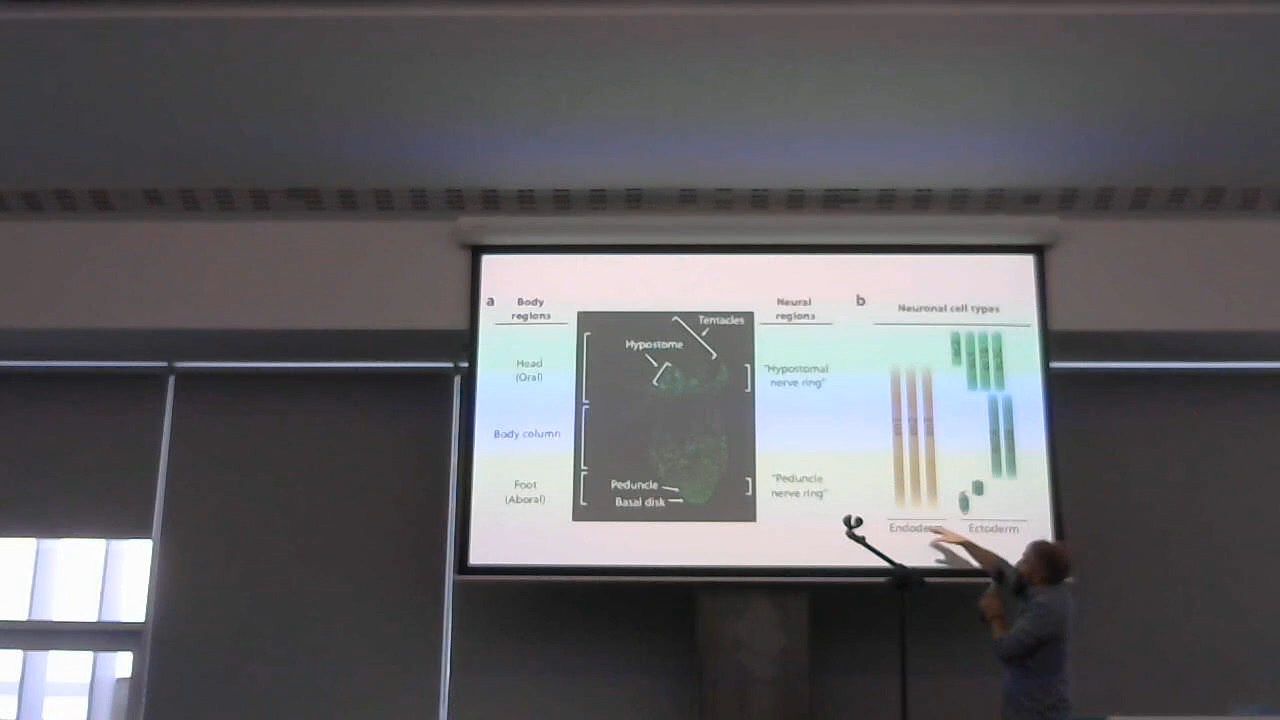 a
Body
regions
Neural
regions
b
Neuronal cell types
Tentacles
Hypostome
Head
(Oral)
"Hypostomal
nerve ring"
Body column
Foot
(Aboral)
Peduncle
Basal disk
"Peduncle
nerve ring"
Endoderm
Ectoderm